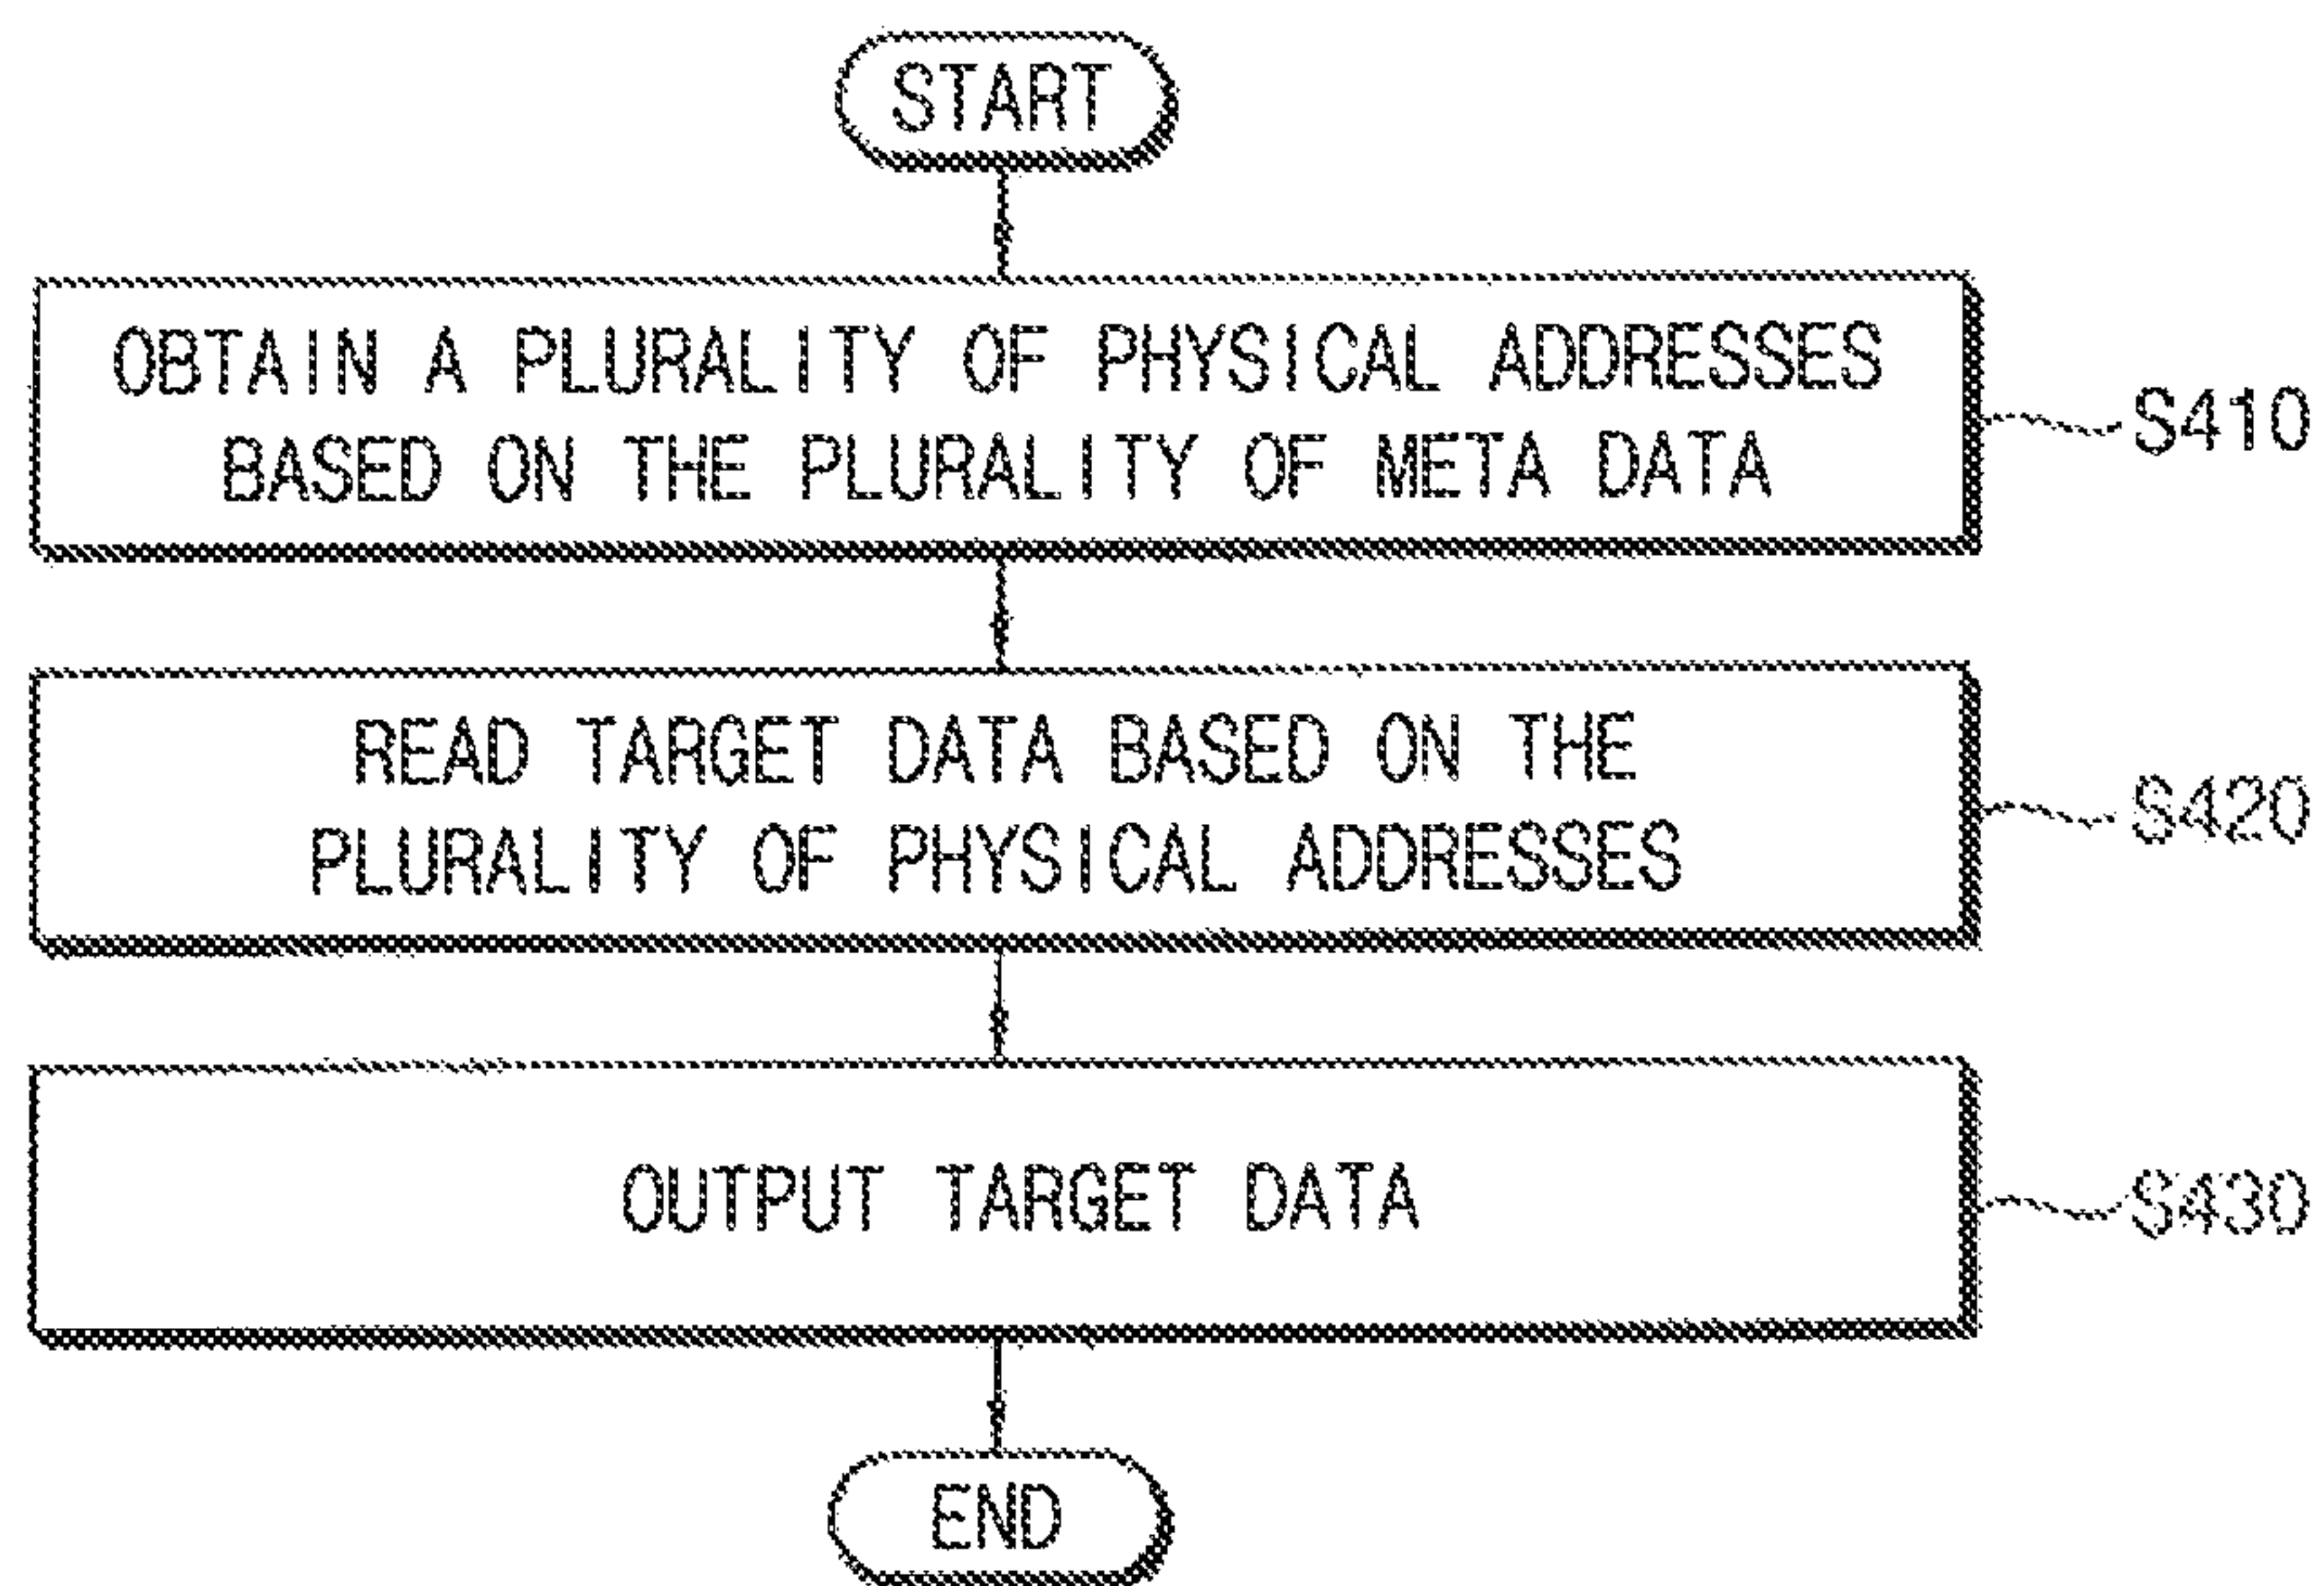 START
OBTAIN A PLURALITY OF PHYSICAL ADDRESSES
BASED ON THE PLURALITY OF META DATA
S410
READ TARGET DATA BASED ON THE
PLURALITY OF PHYSICAL ADDRESSES
S420
OUTPUT TARGET DATA
S430
END